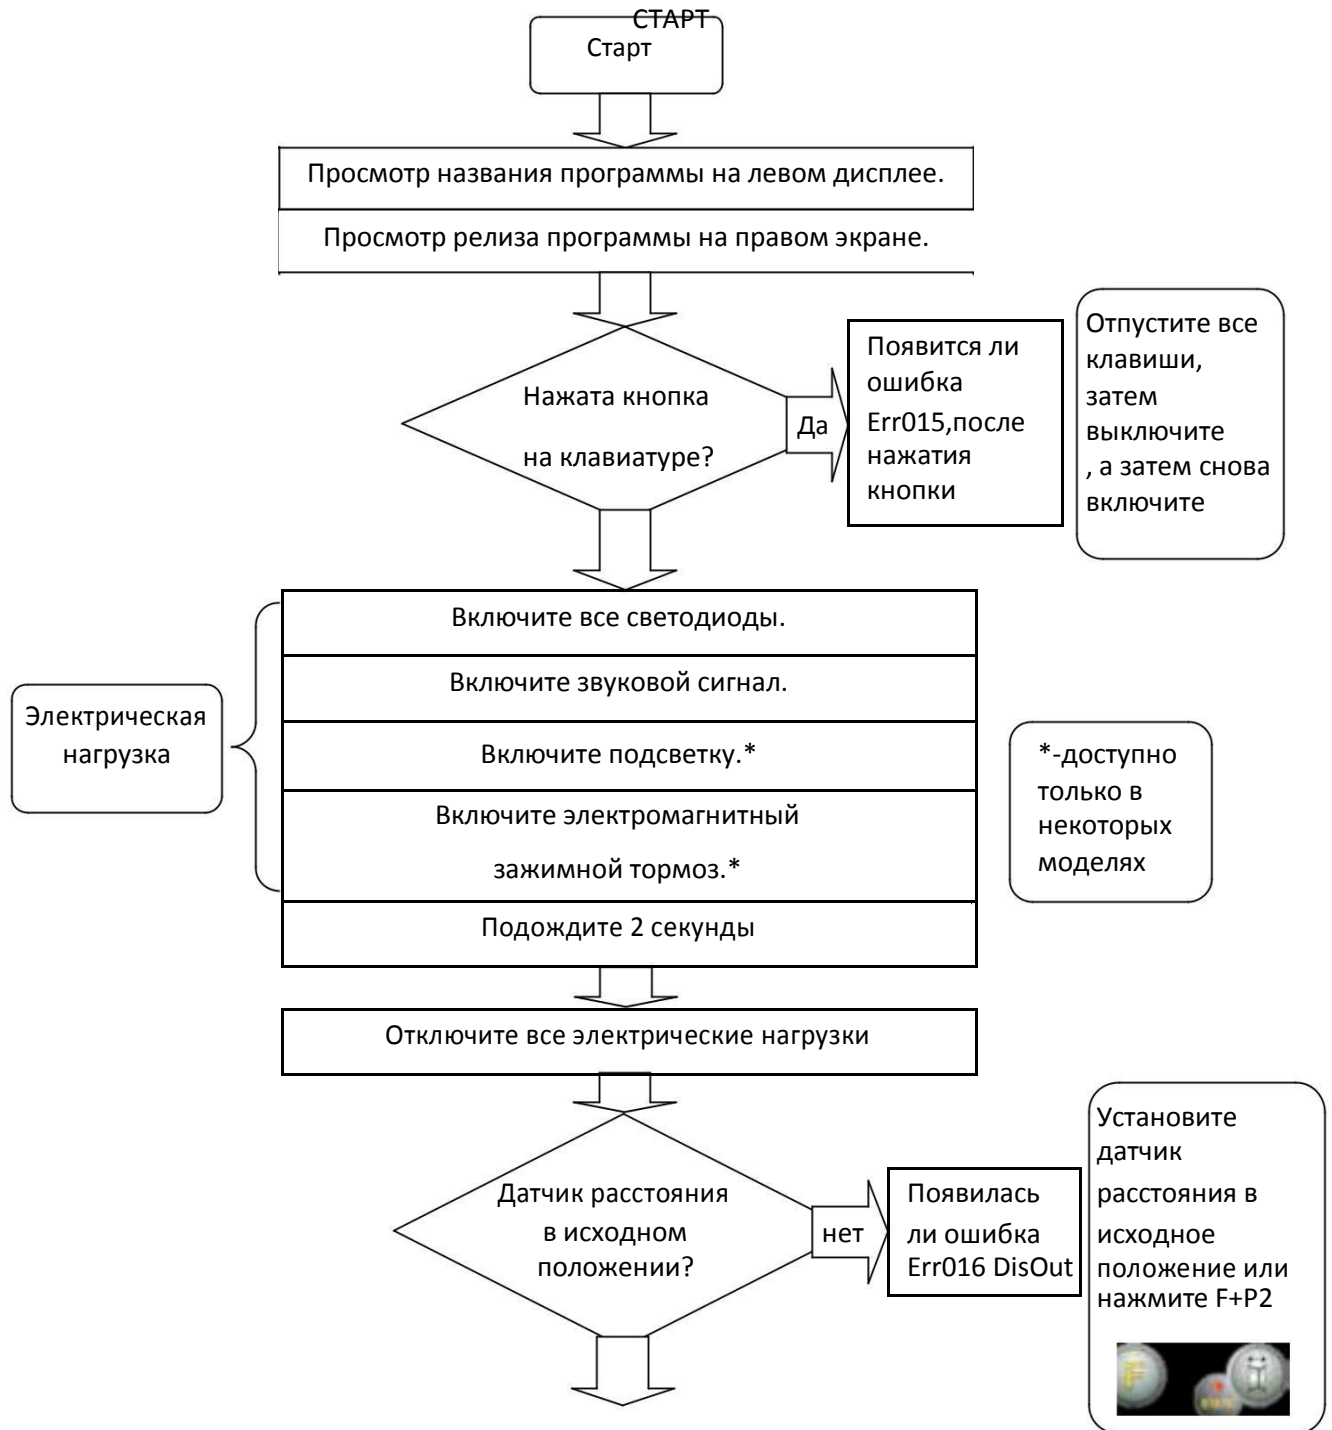 СТАРТ
Старт
Просмотр названия программы на левом дисплее.
Просмотр релиза программы на правом экране.
Нажата кнопка
на клавиатуре?
Да
Появится ли
ошибка
Err015,после
нажатия
кнопки
Отпустите все
клавиши,
затем
выключите
, а затем снова
включите
Включите все светодиоды.
Включите звуковой сигнал.
Включите подсветку.*
Включите электромагнитный
зажимной тормоз.*
Подождите 2 секунды
Электрическая
нагрузка
*-доступно
только в
некоторых
моделях
Отключите все электрические нагрузки
Датчик расстояния
в исходном
положении?
нет
Появилась
ли ошибка
Err016 DisOut
Установите
датчик
расстояния в
исходное
положение или
нажмите F+P2
F